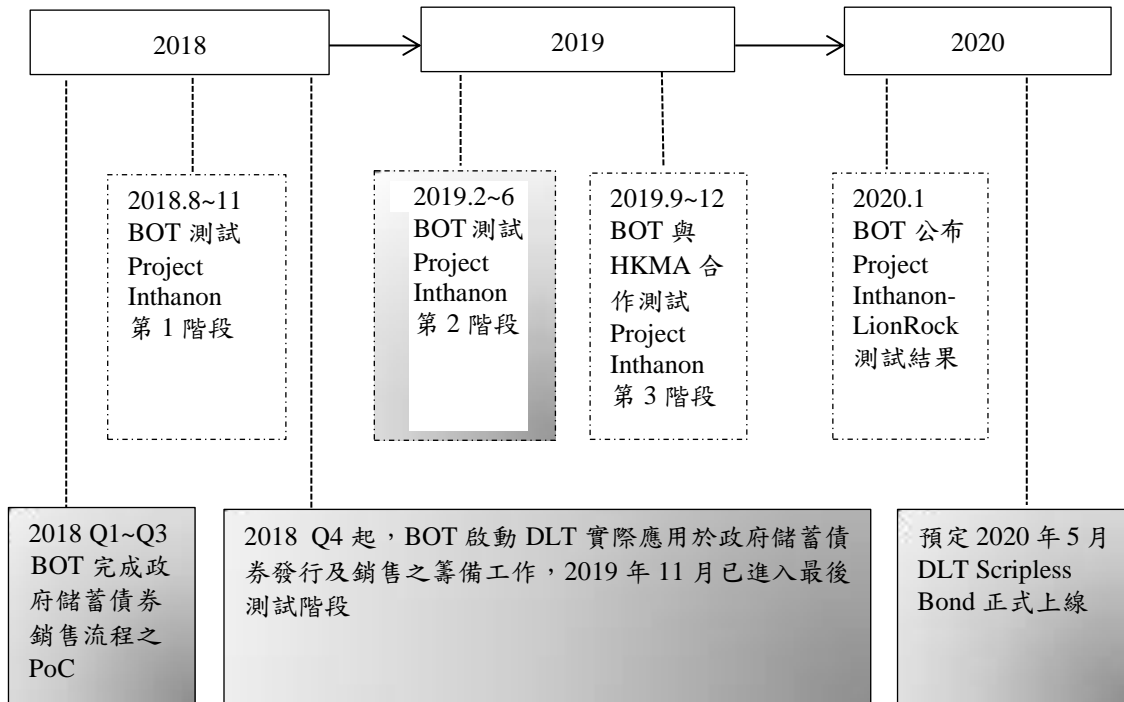 2018
2019
2020
2018.8~11
BOT 測試
Project
Inthanon
第 1 階段
2019.2~6
BOT 測試
Project
Inthanon
第 2 階段
2019.9~12
BOT 與
HKMA 合
作測試
Project
Inthanon
第 3 階段
2020.1
BOT 公布
Project
Inthanon-
LionRock
測試結果
2018 Q1~Q3
BOT 完成政
府儲蓄債券
銷售流程之
PoC
2018 Q4 起，BOT 啟動 DLT 實際應用於政府儲蓄債
券發行及銷售之籌備工作，2019 年 11 月已進入最後
測試階段
預定 2020 年 5 月
DLT Scripless
Bond 正式上線